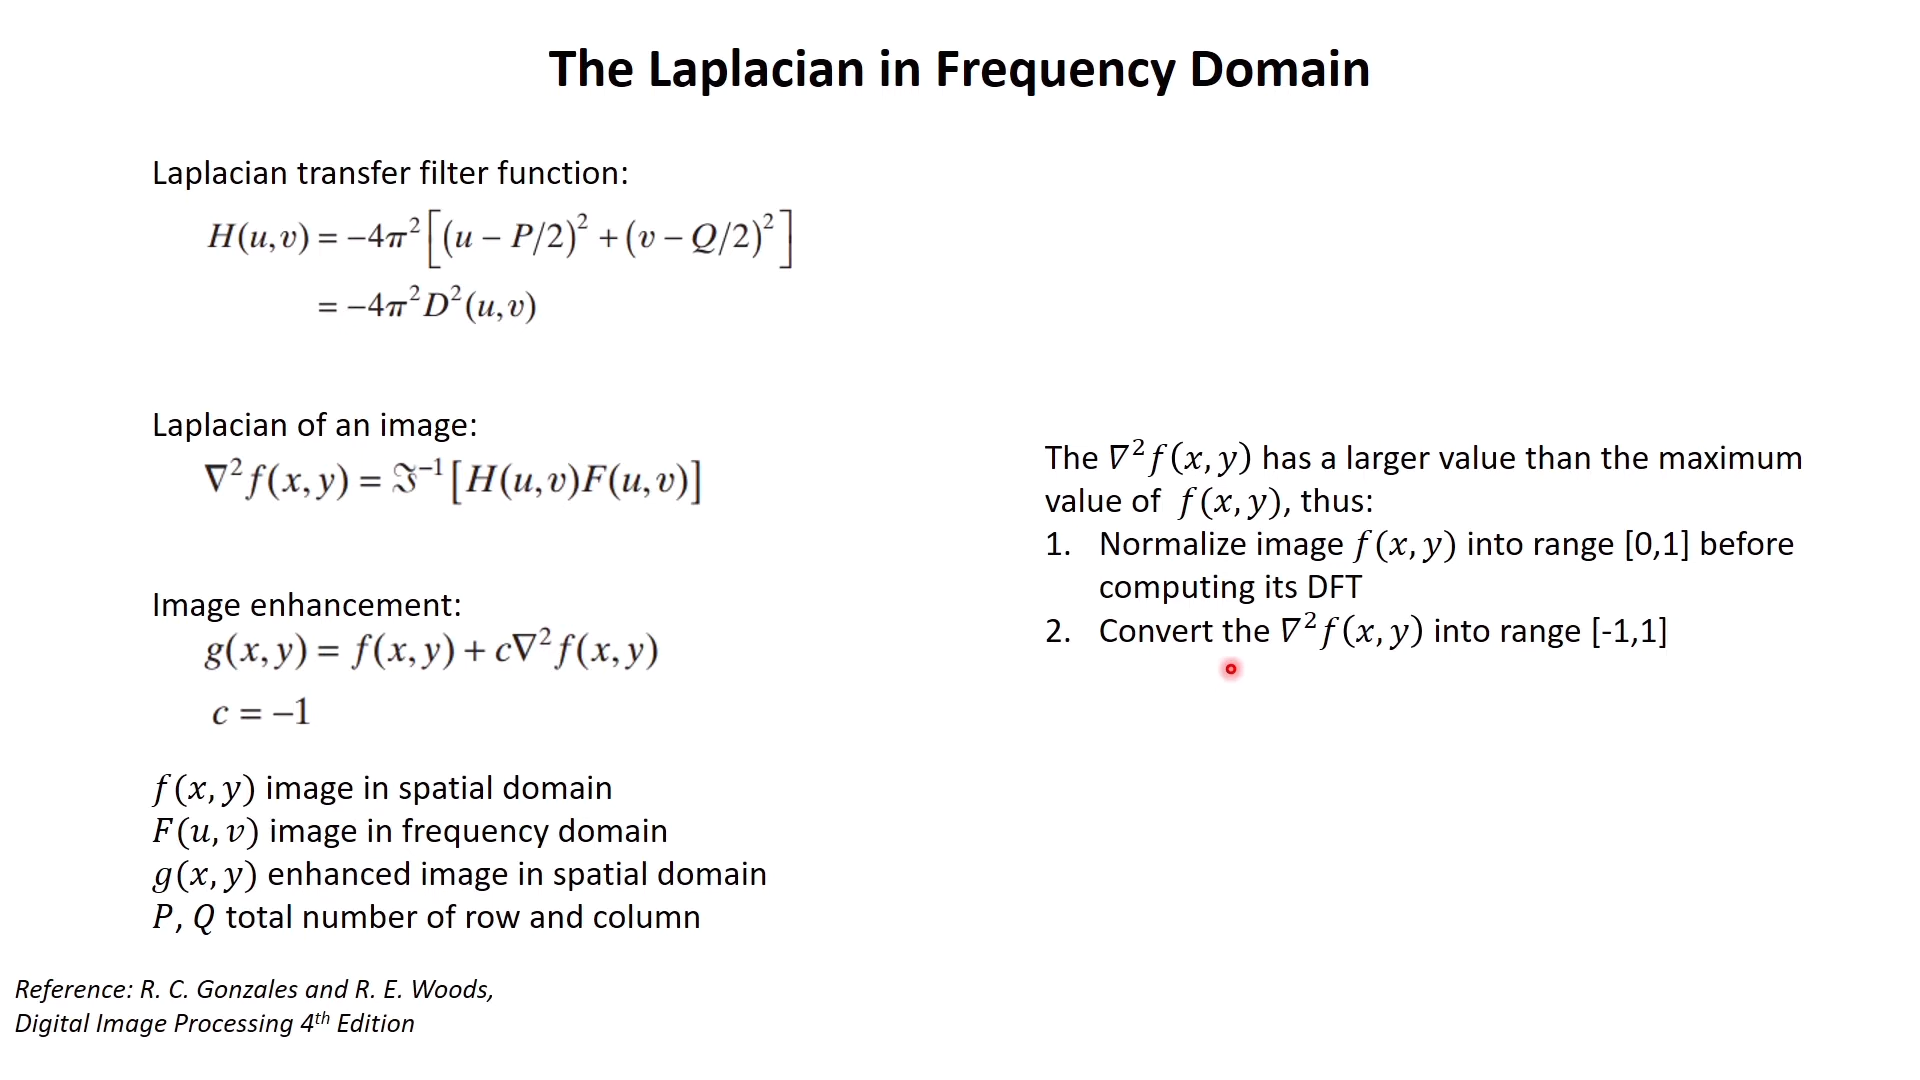 The Laplacian in Frequency Domain
Laplacian transfer filter function:
H(u,v) = −4π²[(u − P/2)² + (v − Q/2)²]
= −4π²D²(u,v)
Laplacian of an image:
∇²f(x,y) = ℑ⁻¹[H(u,v)F(u,v)]
Image enhancement:
g(x,y) = f(x,y) + c∇²f(x,y)
c = −1
f(x,y) image in spatial domain
F(u,v) image in frequency domain
g(x,y) enhanced image in spatial domain
P, Q total number of row and column
The ∇²f(x,y) has a larger value than the maximum
value of f(x,y), thus:
1. Normalize image f(x,y) into range [0,1] before
computing its DFT
2. Convert the ∇²f(x,y) into range [-1,1]
Reference: R. C. Gonzales and R. E. Woods,
Digital Image Processing 4th Edition